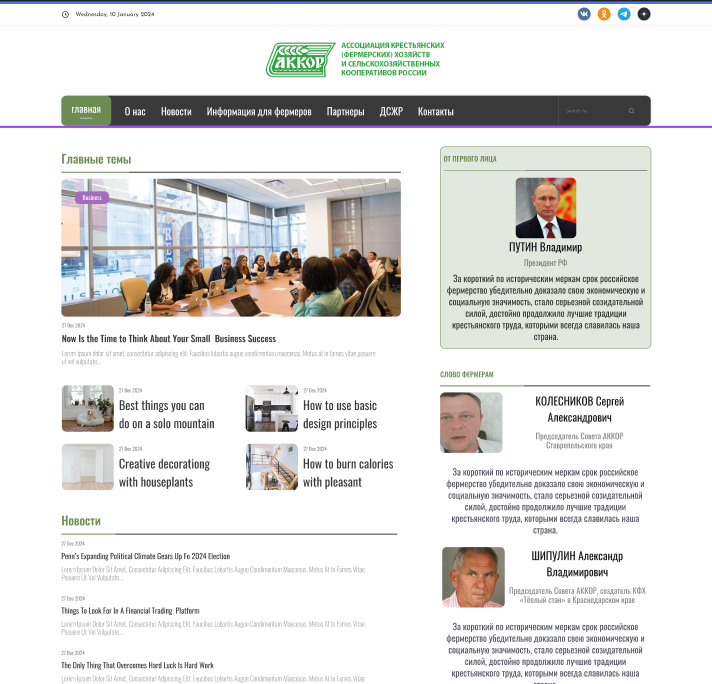 Wednesday, 10 January 2024
АККОР
АССОЦИАЦИЯ КРЕСТЬЯНСКИХ
(ФЕРМЕРСКИХ) ХОЗЯЙСТВ
И СЕЛЬСКОХОЗЯЙСТВЕННЫХ
КООПЕРАТИВОВ РОССИИ
главная
О нас
Новости
Информация для фермеров
Партнеры
ДСЖР
Контакты
Search for
Главные темы
Business
27 Dec 2024
Now Is the Time to Think About Your Small Business Success
Lorem ipsum dolor sit amet, consectetur adipiscing elit. Faucibus lobortis augue condimentum maecenas. Metus at in fames vitae posuere
ut vel vulputate...
27 Dec 2024
Best things you can
do on a solo mountain
27 Dec 2024
How to use basic
design principles
27 Dec 2024
Creative decorationg
with houseplants
27 Dec 2024
How to burn calories
with pleasant
Новости
27 Dec 2024
Penn's Expanding Political Climate Gears Up Fo 2024 Election
Lorem Ipsum Dolor Sit Amet, Consectetur Adipiscing Elit. Faucibus Lobortis Augue Condimentum Maecenas. Metus At In Fames Vitae
Posuere Ut Vel Vulputate...
27 Dec 2024
Things To Look For In A Financial Trading Platform
Lorem Ipsum Dolor Sit Amet, Consectetur Adipiscing Elit. Faucibus Lobortis Augue Condimentum Maecenas. Metus At In Fames Vitae
Posuere Ut Vel Vulputate...
27 Dec 2024
The Only Thing That Overcomes Hard Luck Is Hard Work
Lorem Ipsum Dolor Sit Amet, Consectetur Adipiscing Elit. Faucibus Lobortis Augue Condimentum Maecenas. Metus At In Fames Vitae
ОТ ПЕРВОГО ЛИЦА
ПУТИН Владимир
Президент РФ
За короткий по историческим меркам срок российское
фермерство убедительно доказало свою экономическую и
социальную значимость, стало серьезной созидательной
силой, достойно продолжило лучшие традиции
крестьянского труда, которыми всегда славилась наша
страна.
СЛОВО ФЕРМЕРАМ
КОЛЕСНИКОВ Сергей
Александрович
Председатель Совета АККОР
Ставропольского края
За короткий по историческим меркам срок российское
фермерство убедительно доказало свою экономическую и
социальную значимость, стало серьезной созидательной
силой, достойно продолжило лучшие традиции
крестьянского труда, которыми всегда славилась наша
страна.
ШИПУЛИН Александр
Владимирович
Председатель Совета АККОР, создатель КФХ
«Тёплый стан» в Краснодарском крае
За короткий по историческим меркам срок российское
фермерство убедительно доказало свою экономическую и
социальную значимость, стало серьезной созидательной
силой, достойно продолжило лучшие традиции
крестьянского труда, которыми всегда славилась наша